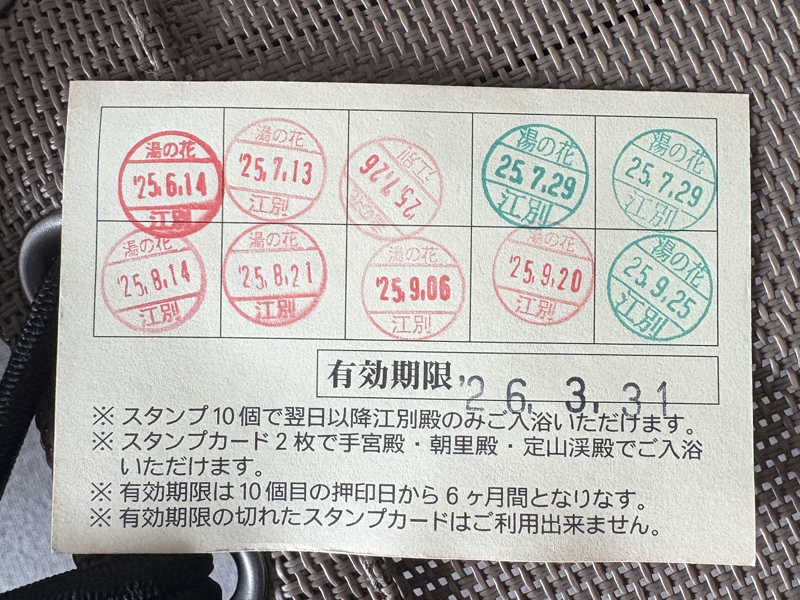 湯の花 '25.6.14 江別
湯の花 '25.7.13 江別
湯の花 '25.7.26 江別
湯の花 25.7.29 江別
湯の花 25.7.29 江別
湯の花 '25.8.14 江別
湯の花 '25.8.21 江別
湯の花 '25.9.06 江別
湯の花 '25.9.20 江別
湯の花 '25.9.25 江別
有効期限 '26.3.31
※ スタンプ10個で翌日以降江別殿のみご入浴いただけます。
※ スタンプカード2枚で手宮殿・朝里殿・定山渓殿でご入浴
いただけます。
※ 有効期限は10個目の押印日から6ヶ月間となりなす。
※ 有効期限の切れたスタンプカードはご利用出来ません。